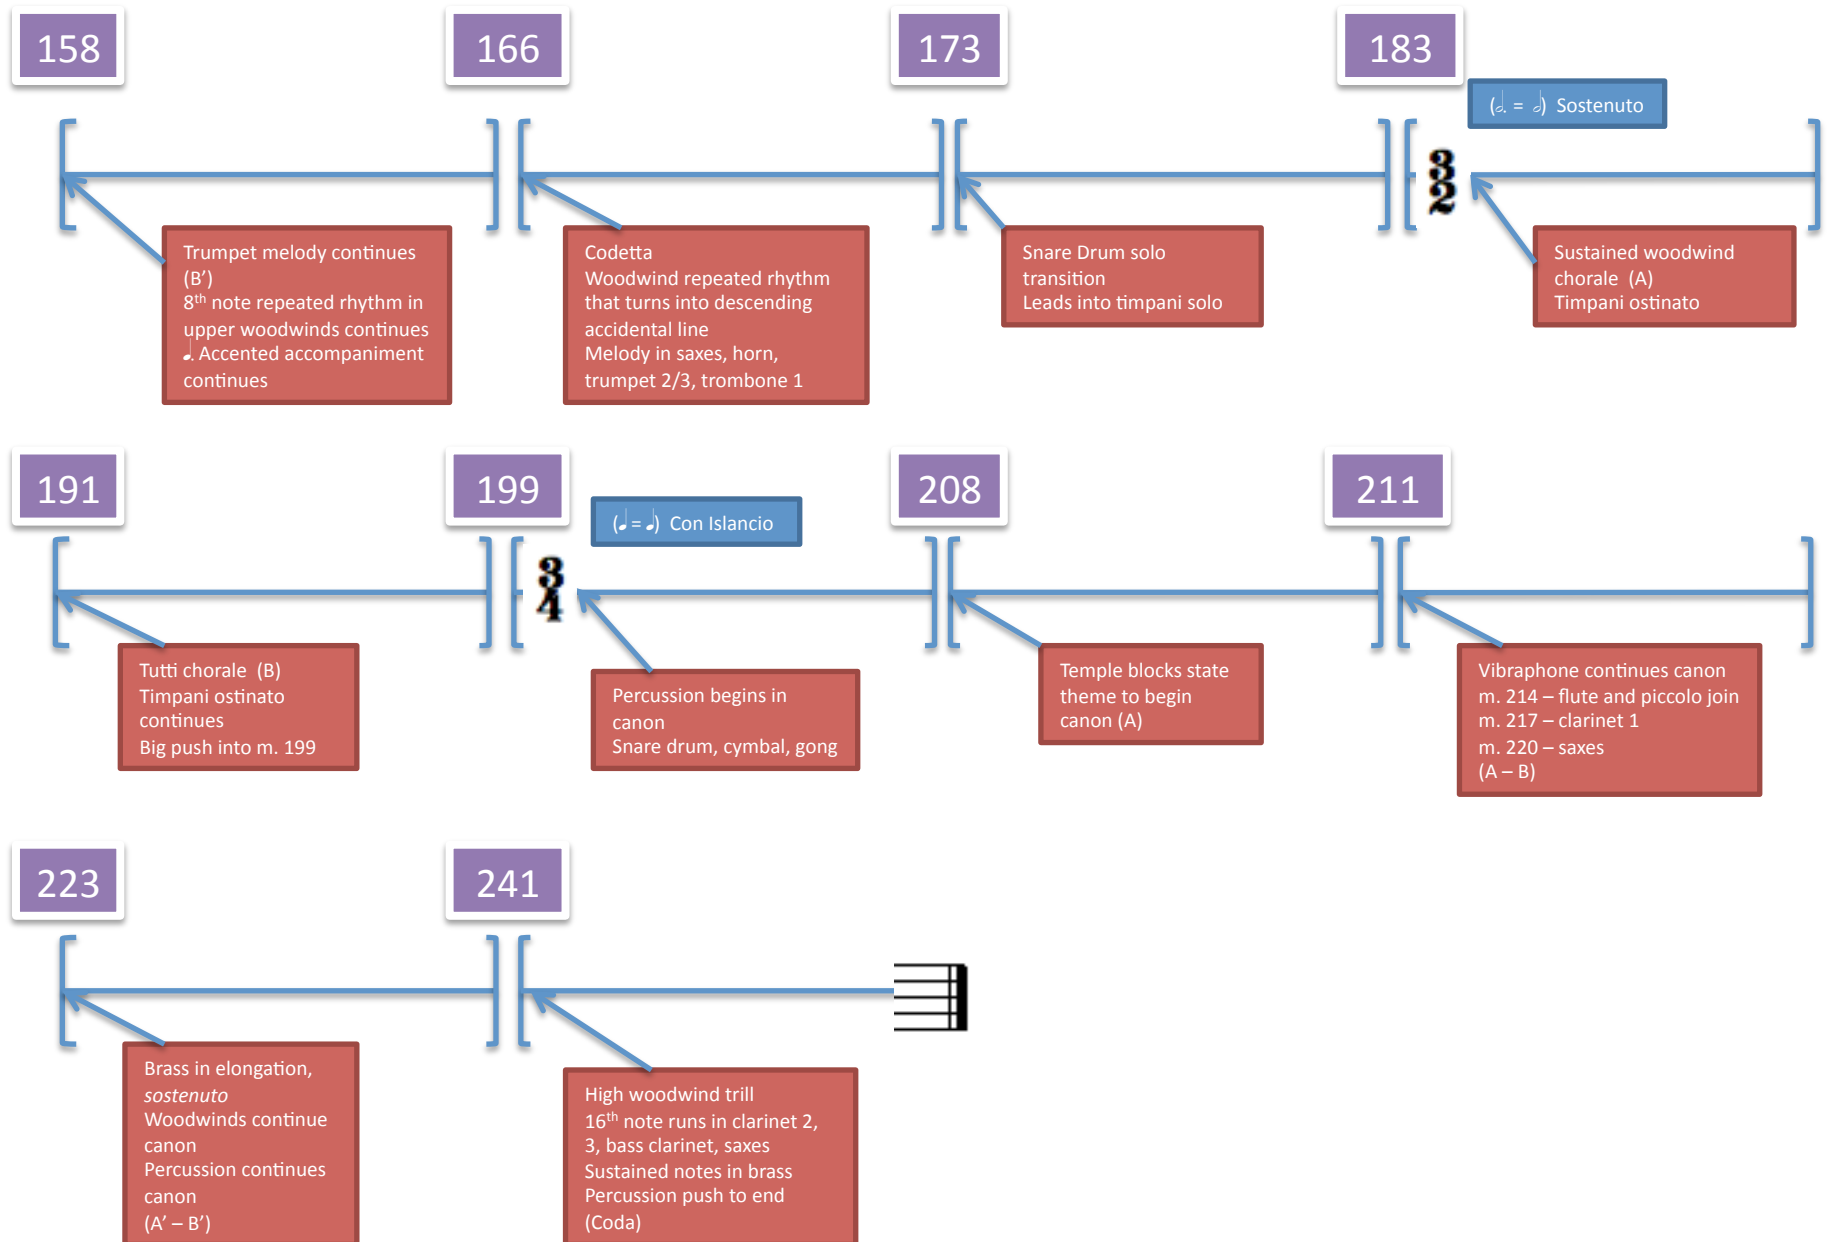 158
166
173
183
(𝅗𝅥. = 𝅗𝅥) Sostenuto
3
2
Trumpet melody continues
(B’)
8th note repeated rhythm in
upper woodwinds continues
♩. Accented accompaniment
continues
Codetta
Woodwind repeated rhythm
that turns into descending
accidental line
Melody in saxes, horn,
trumpet 2/3, trombone 1
Snare Drum solo
transition
Leads into timpani solo
Sustained woodwind
chorale (A)
Timpani ostinato
191
199
208
211
(♩ = ♩) Con Islancio
3
4
Tutti chorale (B)
Timpani ostinato
continues
Big push into m. 199
Percussion begins in
canon
Snare drum, cymbal, gong
Temple blocks state
theme to begin
canon (A)
Vibraphone continues canon
m. 214 – flute and piccolo join
m. 217 – clarinet 1
m. 220 – saxes
(A – B)
223
241
Brass in elongation,
sostenuto
Woodwinds continue
canon
Percussion continues
canon
(A’ – B’)
High woodwind trill
16th note runs in clarinet 2,
3, bass clarinet, saxes
Sustained notes in brass
Percussion push to end
(Coda)